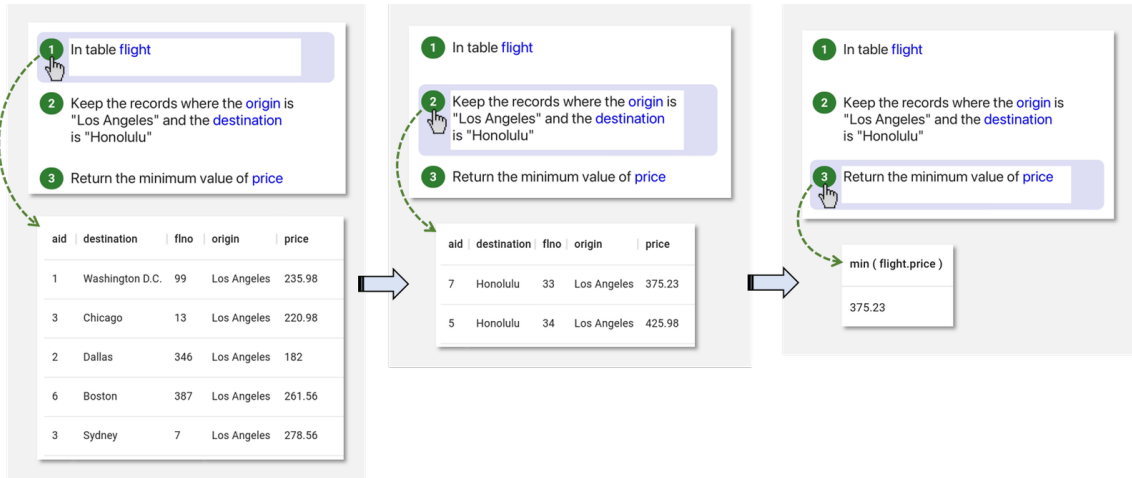 1 In table flight
2 Keep the records where the origin is
"Los Angeles" and the destination
is "Honolulu"
3 Return the minimum value of price
aid destination flno origin price
1 Washington D.C. 99 Los Angeles 235.98
3 Chicago 13 Los Angeles 220.98
2 Dallas 346 Los Angeles 182
6 Boston 387 Los Angeles 261.56
3 Sydney 7 Los Angeles 278.56
1 In table flight
2 Keep the records where the origin is
"Los Angeles" and the destination
is "Honolulu"
3 Return the minimum value of price
aid destination flno origin price
7 Honolulu 33 Los Angeles 375.23
5 Honolulu 34 Los Angeles 425.98
1 In table flight
2 Keep the records where the origin is
"Los Angeles" and the destination
is "Honolulu"
3 Return the minimum value of price
min ( flight.price )
375.23